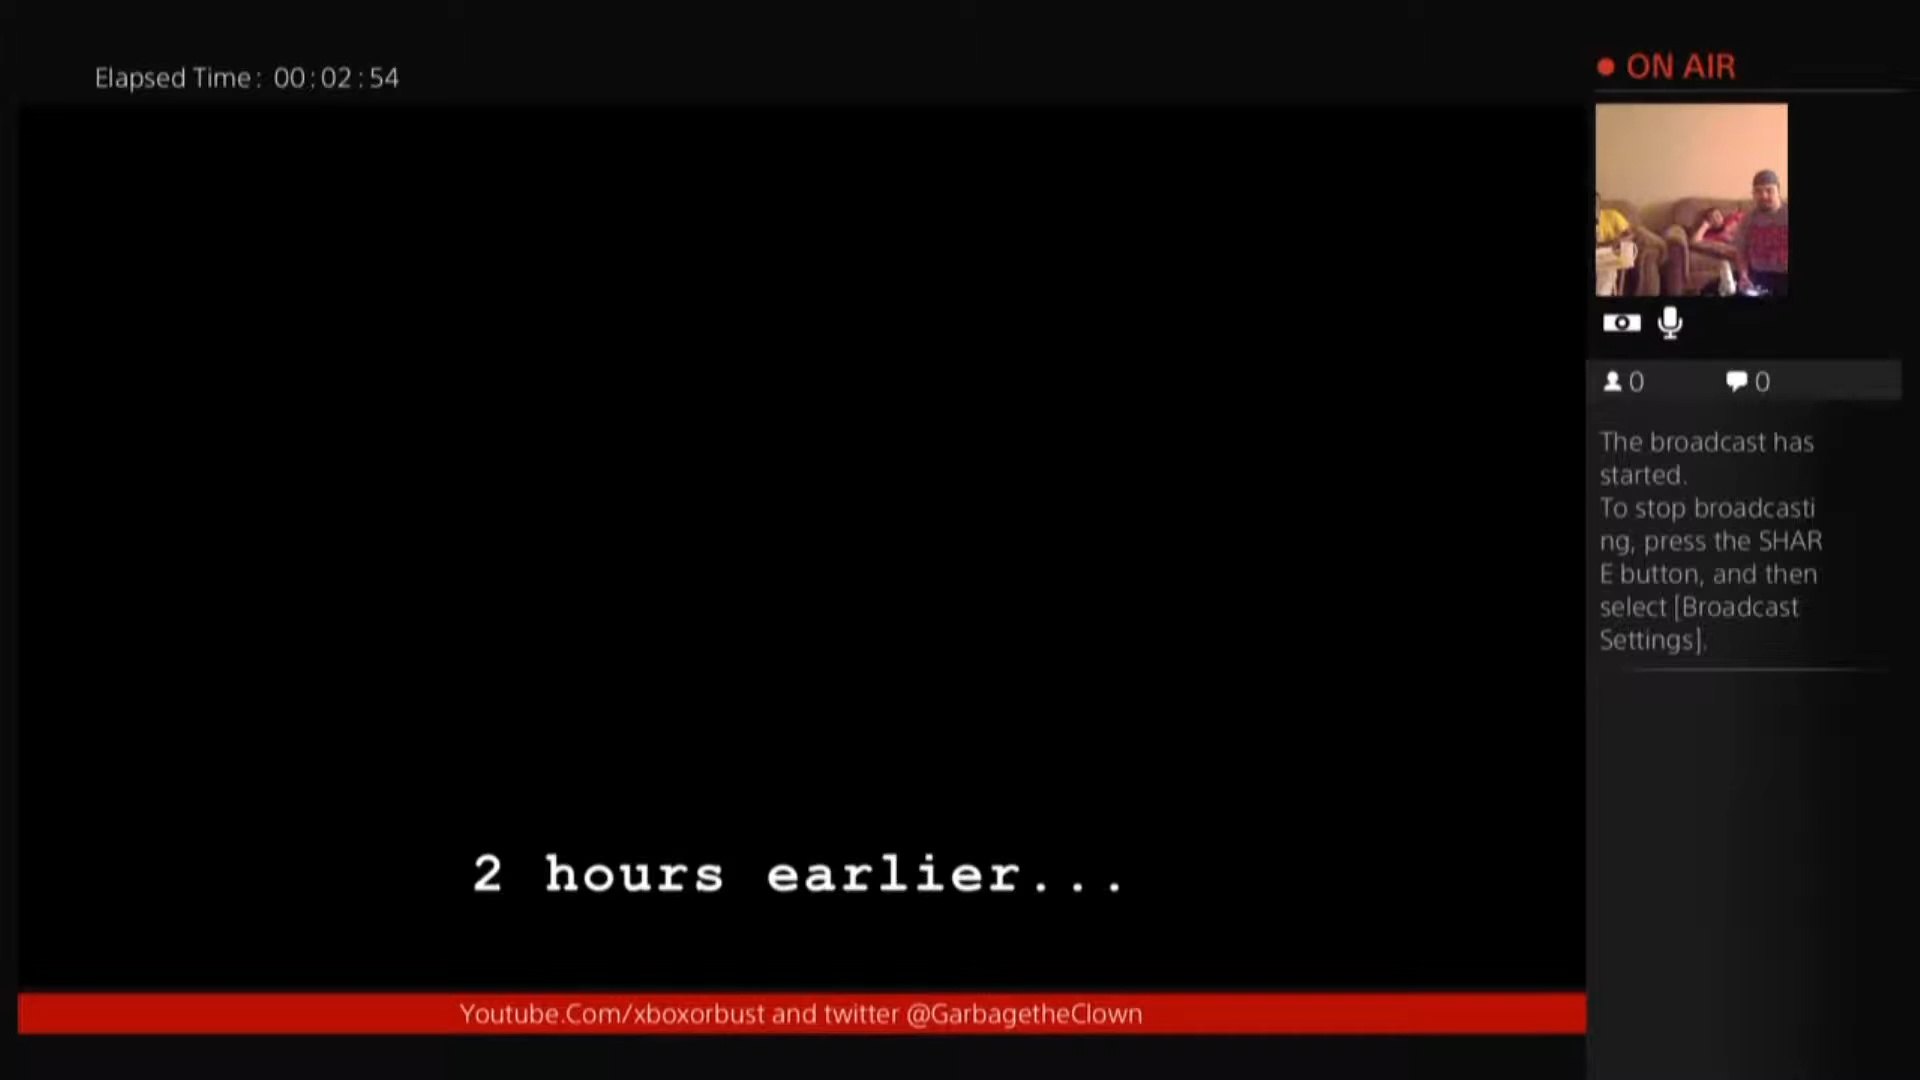 Elapsed Time: 00:02:54
ON AIR
0 0
The broadcast has
started.
To stop broadcasti
ng, press the SHAR
E button, and then
select [Broadcast
Settings].
2 hours earlier...
Youtube.Com/xboxorbust and twitter @GarbagetheClown